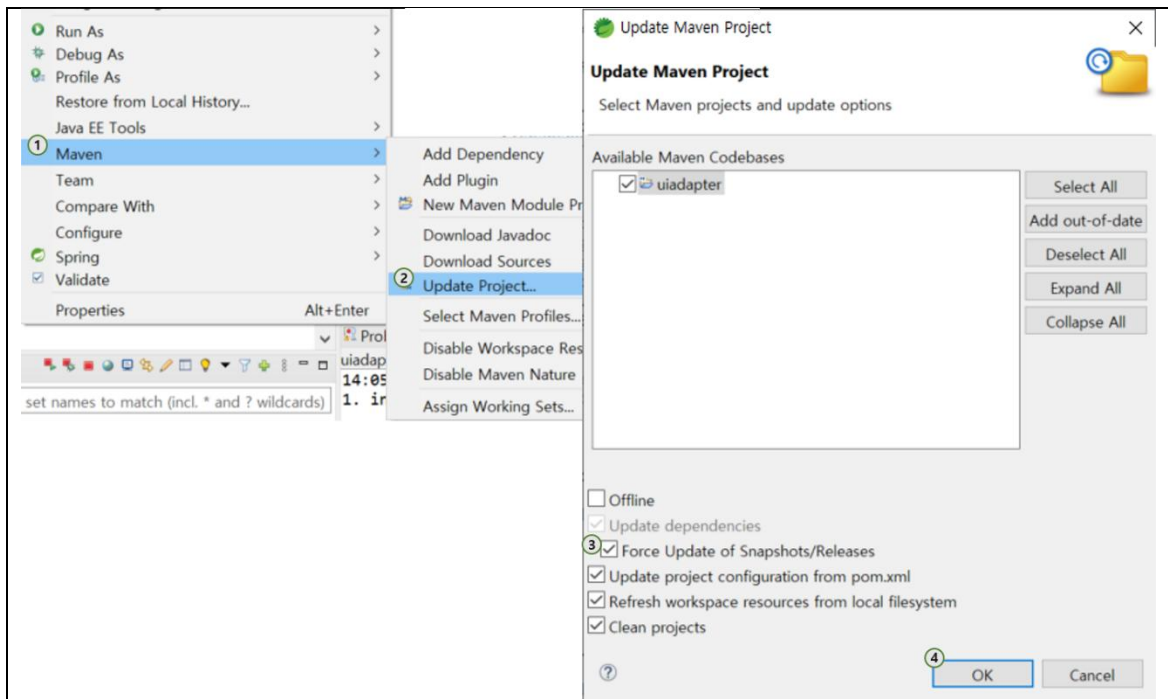 Run As
Debug As
Profile As
Restore from Local History...
Java EE Tools
① Maven
Team
Compare With
Configure
Spring
Validate
Properties Alt+Enter
set names to match (incl. * and ? wildcards)
uiadap
14:05
1. in
Add Dependency
Add Plugin
New Maven Module Pr
Download Javadoc
Download Sources
② Update Project...
Select Maven Profiles...
Disable Workspace Res
Disable Maven Nature
Assign Working Sets...
Update Maven Project
Update Maven Project
Select Maven projects and update options
Available Maven Codebases
uiadapter
Select All
Add out-of-date
Deselect All
Expand All
Collapse All
Offline
Update dependencies
③ Force Update of Snapshots/Releases
Update project configuration from pom.xml
Refresh workspace resources from local filesystem
Clean projects
④ OK
Cancel